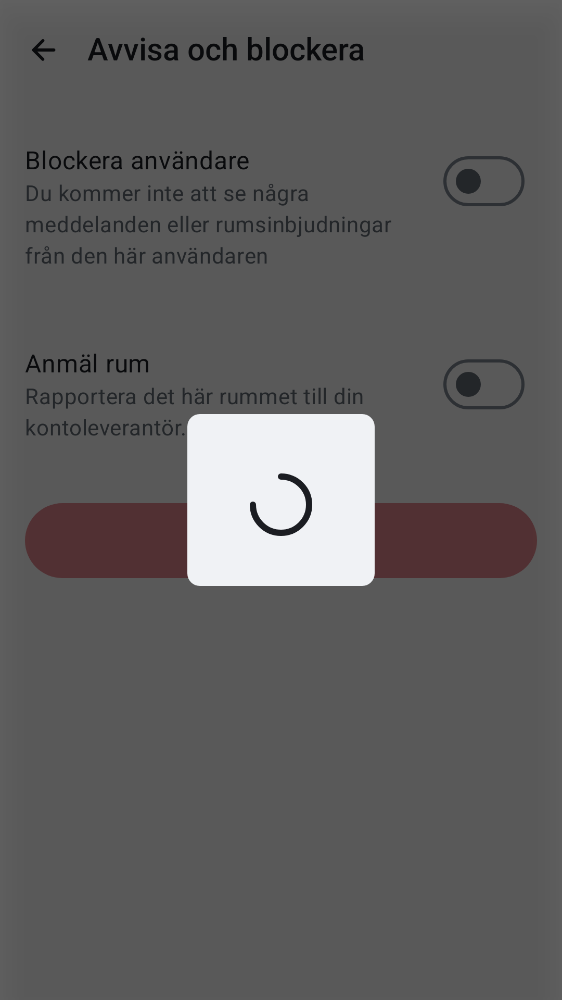 Avvisa och blockera
Blockera användare
Du kommer inte att se några
meddelanden eller rumsinbjudningar
från den här användaren
Anmäl rum
Rapportera det här rummet till din
kontoleverantör.